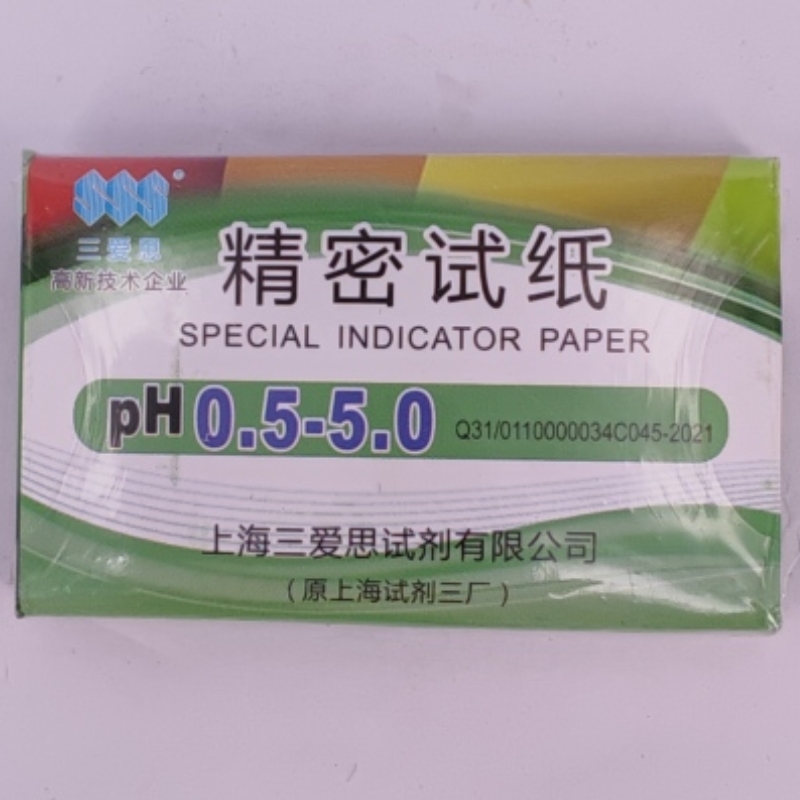 SSS®
三爱思
高新技术企业
精密试纸
SPECIAL INDICATOR PAPER
pH 0.5-5.0 Q31/0110000034C045-2021
上海三爱思试剂有限公司
(原上海试剂三厂)